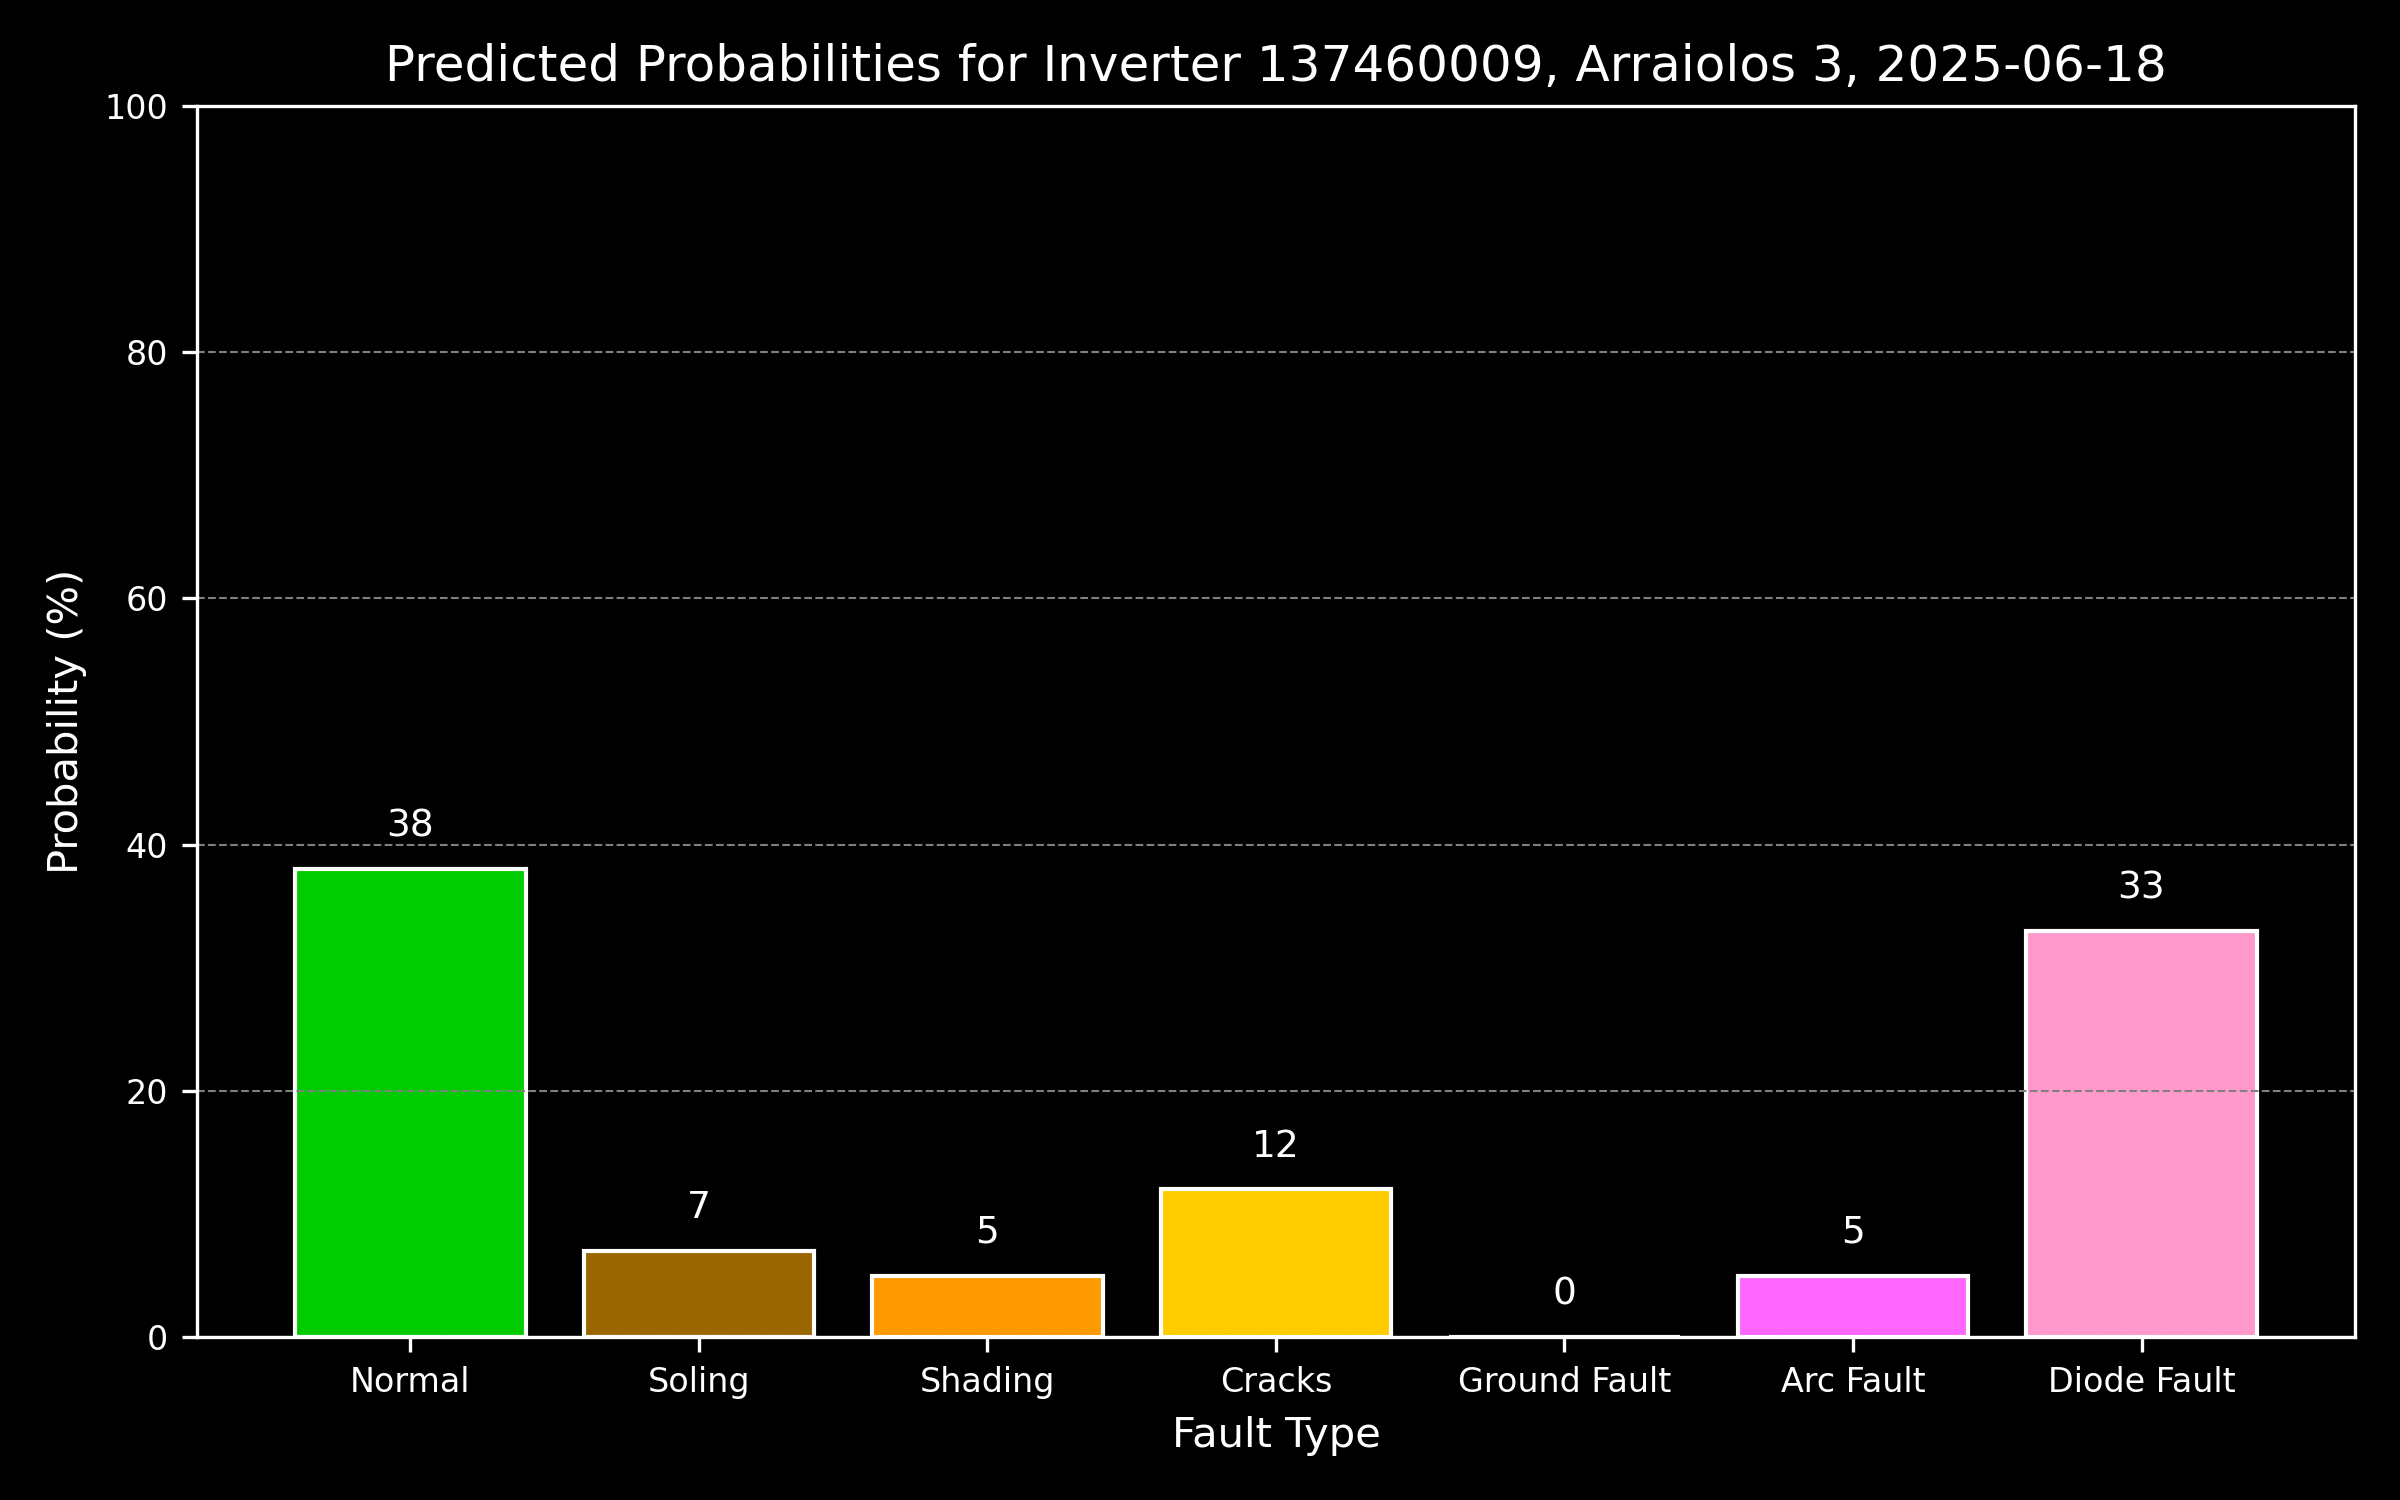 Predicted Probabilities for Inverter 137460009, Arraiolos 3, 2025-06-18
Probability (%)
100
80
60
40
20
0
38
7
5
12
0
5
33
Normal
Soling
Shading
Cracks
Ground Fault
Arc Fault
Diode Fault
Fault Type